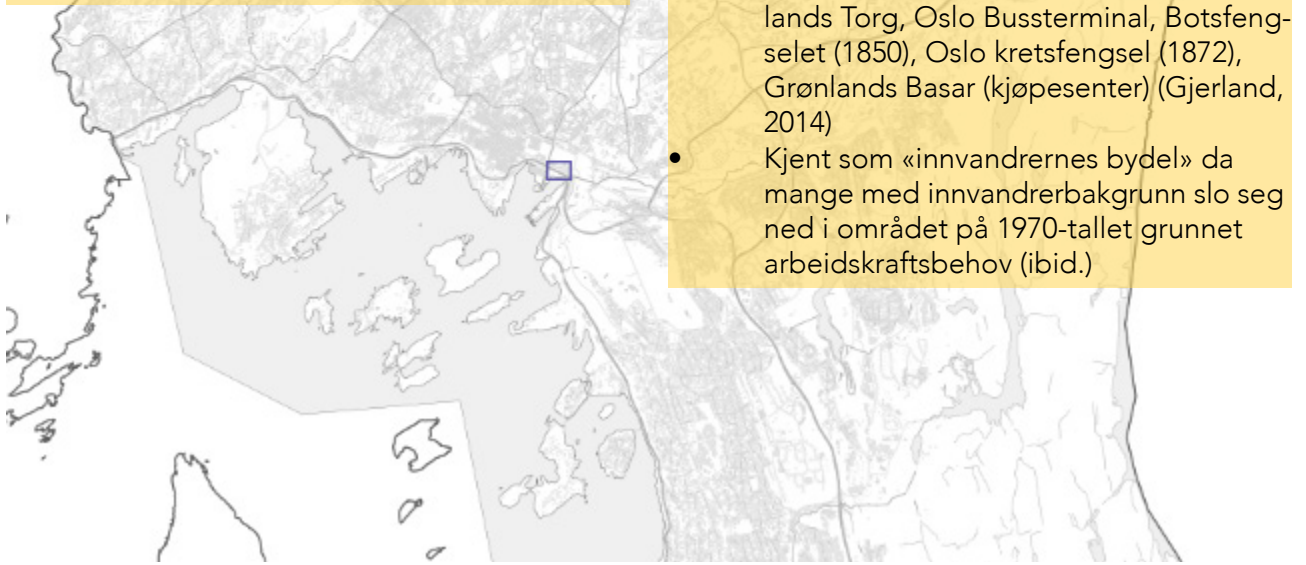 lands Torg, Oslo Bussterminal, Botsfeng-
selet (1850), Oslo kretsfengsel (1872),
Grønlands Basar (kjøpesenter) (Gjerland,
2014)
• Kjent som «innvandrernes bydel» da
mange med innvandrerbakgrunn slo seg
ned i området på 1970-tallet grunnet
arbeidskraftsbehov (ibid.)